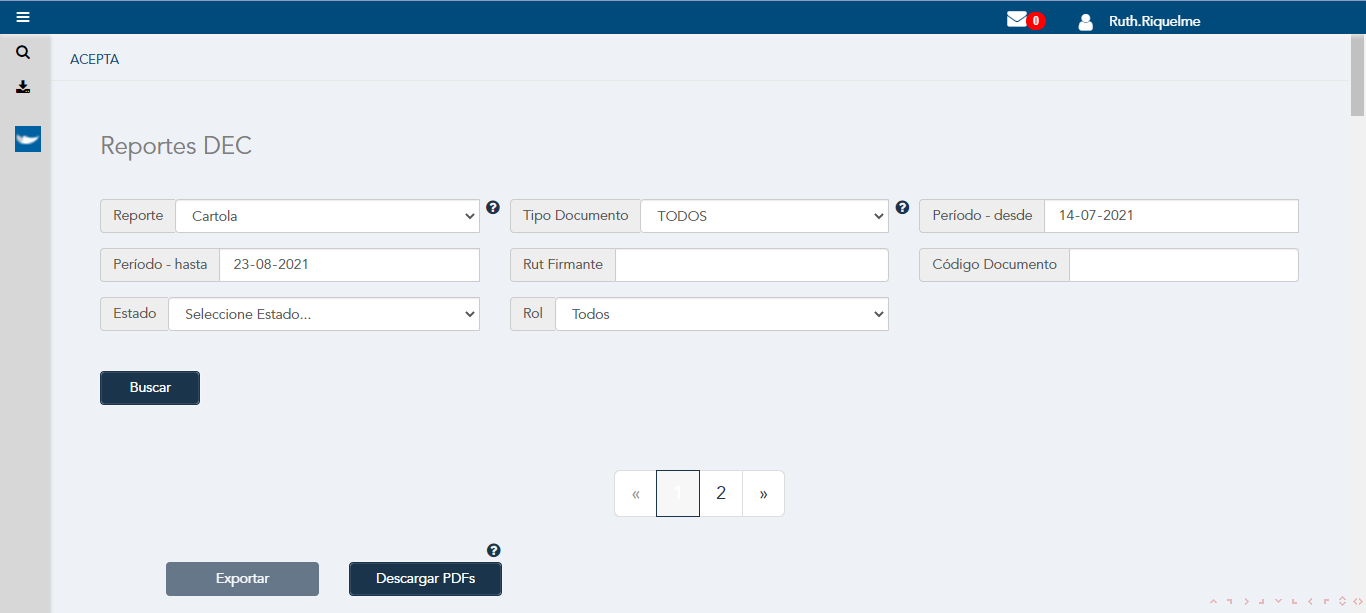 0 Ruth.Riquelme
ACEPTA
Reportes DEC
Reporte Cartola Tipo Documento TODOS Período - desde 14-07-2021
Período - hasta 23-08-2021 Rut Firmante Código Documento
Estado Seleccione Estado... Rol Todos
Buscar
« 1 2 »
Exportar Descargar PDFs